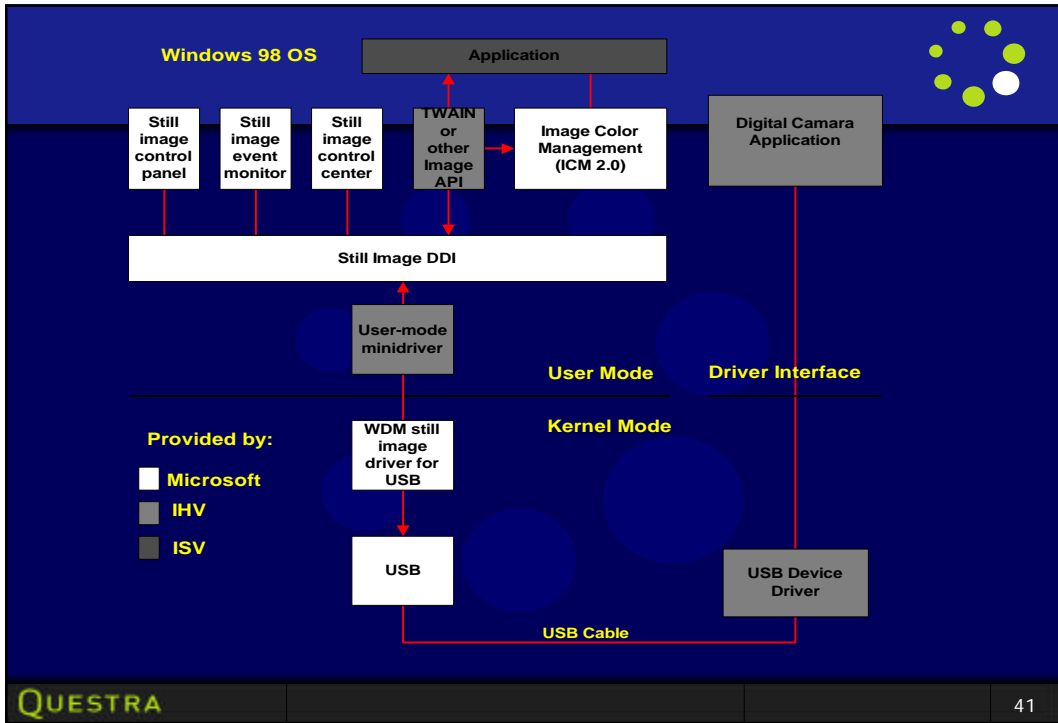 Windows 98 OS
Application
Still
image
control
panel
Still
image
event
monitor
Still
image
control
center
TWAIN
or
other
Image
API
Image Color
Management
(ICM 2.0)
Digital Camara
Application
Still Image DDI
User-mode
minidriver
User Mode
Driver Interface
Kernel Mode
Provided by:
Microsoft
IHV
ISV
WDM still
image
driver for
USB
USB
USB Device
Driver
USB Cable
QUESTRA
41